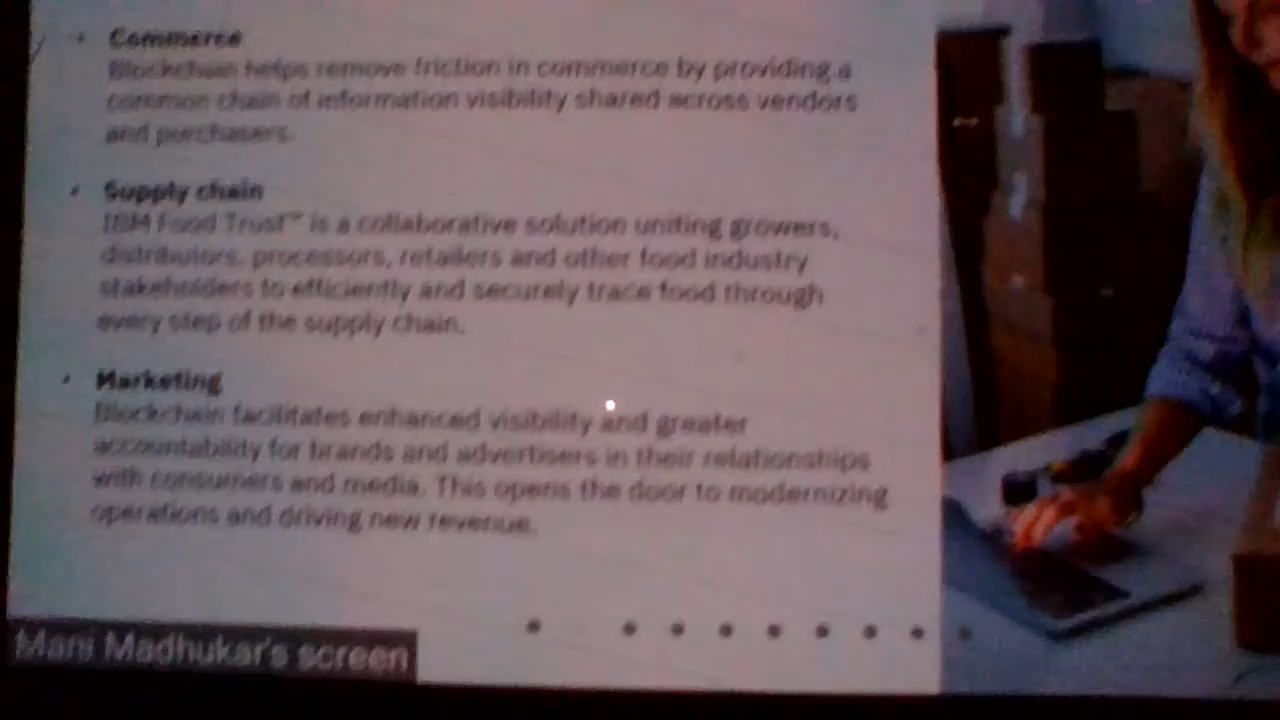 Commerce
Blockchain helps remove friction in commerce by providing a
common chain of information visibility shared across vendors
and purchasers.
Supply chain
IBM Food Trust™ is a collaborative solution uniting growers,
distributors, processors, retailers and other food industry
stakeholders to efficiently and securely trace food through
every step of the supply chain.
Marketing
Blockchain facilitates enhanced visibility and greater
accountability for brands and advertisers in their relationships
with consumers and media. This opens the door to modernizing
operations and driving new revenue.
Mani Madhukar's screen